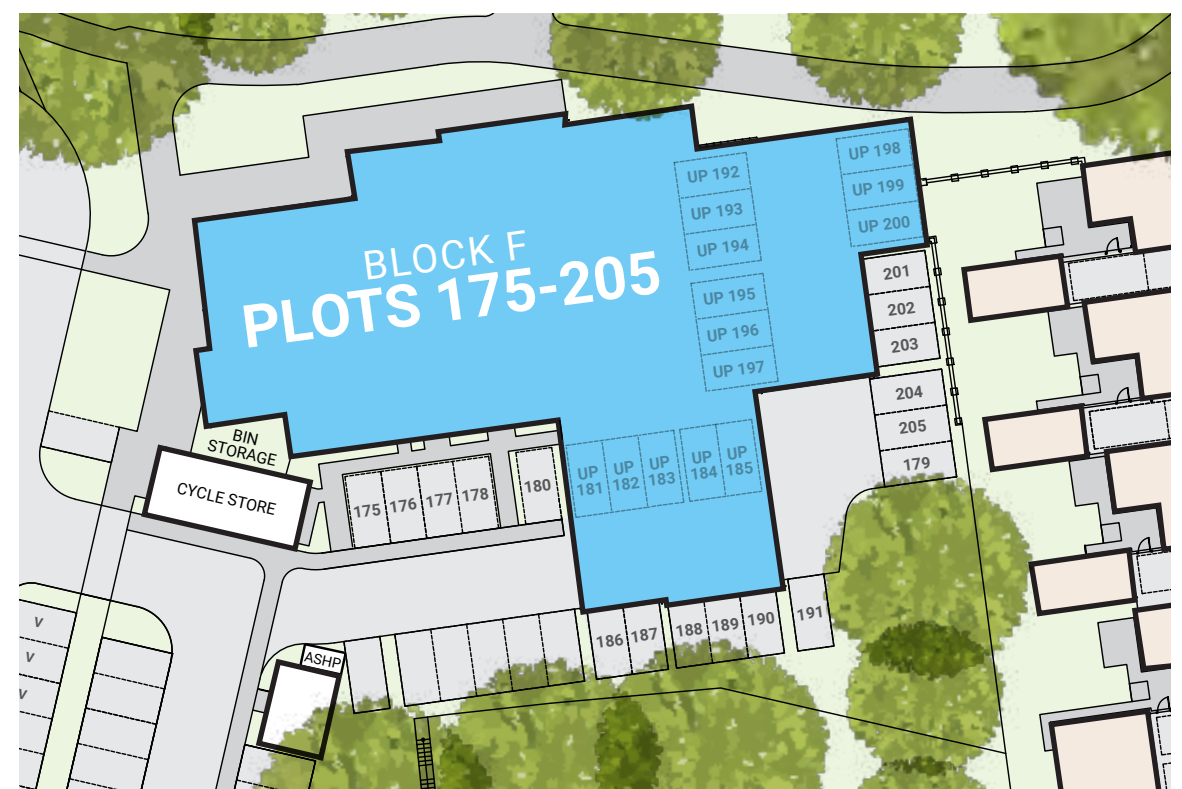 UP 198
UP 199
UP 200
UP 192
UP 193
UP 194
BLOCK F
PLOTS 175-205
UP 195
UP 196
UP 197
201
202
203
204
205
179
BIN
STORAGE
CYCLE STORE
175
176
177
178
180
UP
181
UP
182
UP
183
UP
184
UP
185
186
187
188
189
190
191
V
V
V
ASHP